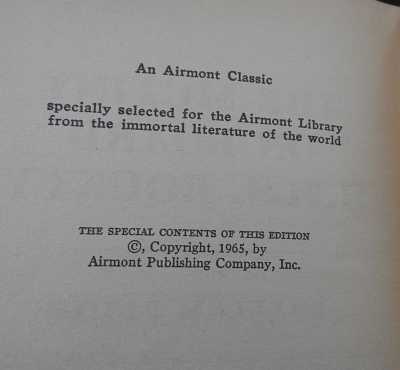 An Airmont Classic
specially selected for the Airmont Library
from the immortal literature of the world
THE SPECIAL CONTENTS OF THIS EDITION
©, Copyright, 1965, by
Airmont Publishing Company, Inc.